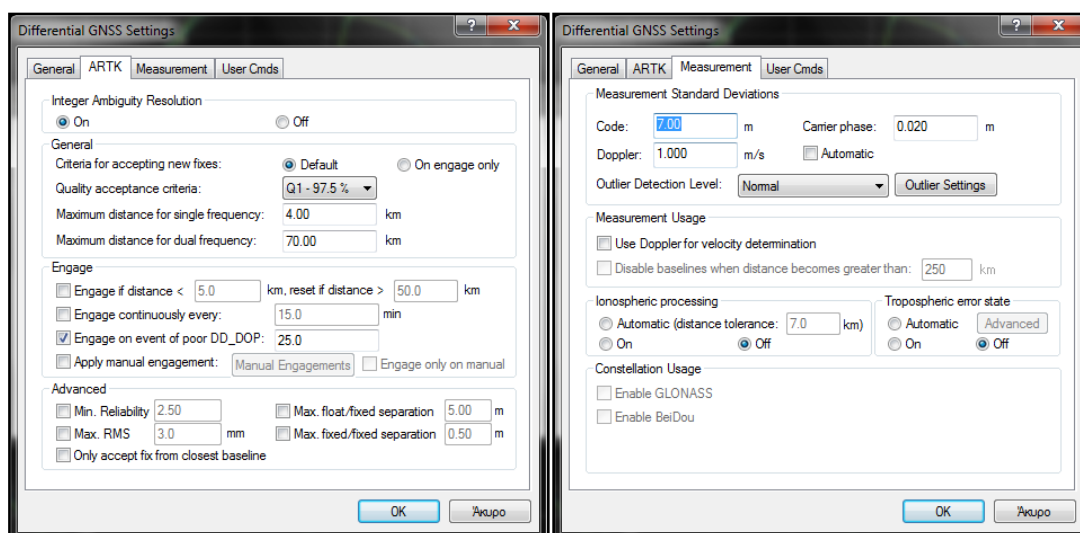 Differential GNSS Settings
General ARTK Measurement User Cmds
Integer Ambiguity Resolution
On Off
General
Criteria for accepting new fixes: Default On engage only
Quality acceptance criteria: Q1 - 97.5 %
Maximum distance for single frequency: 4.00 km
Maximum distance for dual frequency: 70.00 km
Engage
Engage if distance < 5.0 km, reset if distance > 50.0 km
Engage continuously every: 15.0 min
Engage on event of poor DD_DOP: 25.0
Apply manual engagement: Manual Engagements Engage only on manual
Advanced
Min. Reliability 2.50 Max. float/fixed separation 5.00 m
Max. RMS 3.0 mm Max. fixed/fixed separation 0.50 m
Only accept fix from closest baseline
OK Άκυρο
Differential GNSS Settings
General ARTK Measurement User Cmds
Measurement Standard Deviations
Code: 7.00 m Carrier phase: 0.020 m
Doppler: 1.000 m/s Automatic
Outlier Detection Level: Normal Outlier Settings
Measurement Usage
Use Doppler for velocity determination
Disable baselines when distance becomes greater than: 250 km
Ionospheric processing
Automatic (distance tolerance: 7.0 km)
On Off
Tropospheric error state
Automatic Advanced
On Off
Constellation Usage
Enable GLONASS
Enable BeiDou
OK Άκυρο